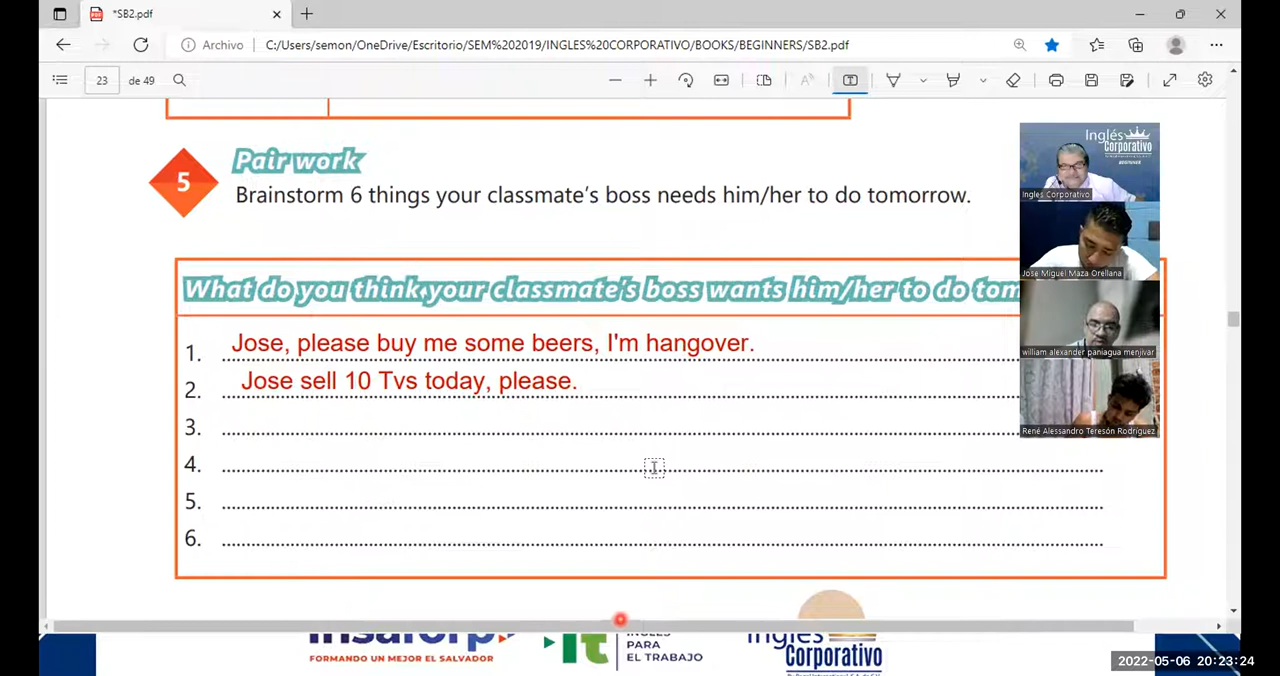 *SB2.pdf
Archivo
C:/Users/semon/OneDrive/Escritorio/SEM%202019/INGLES%20CORPORATIVO/BOOKS/BEGINNERS/SB2.pdf
23 de 49
5
Pair work
Brainstorm 6 things your classmate's boss needs him/her to do tomorrow.
What do you think your classmate's boss wants him/her to do tom
1. Jose, please buy me some beers, I'm hangover.
2. Jose sell 10 Tvs today, please.
3.
4.
5.
6.
Inglés
Corporativo
BEGINNER
Ingles Corporativo
Jose Miguel Maza Orellana
william alexander paniagua menjivar
René Alessandro Teresón Rodríguez
FORMANDO UN MEJOR EL SALVADOR
INGLÉS
PARA
EL TRABAJO
Inglés
Corporativo
2022-05-06 20:23:24